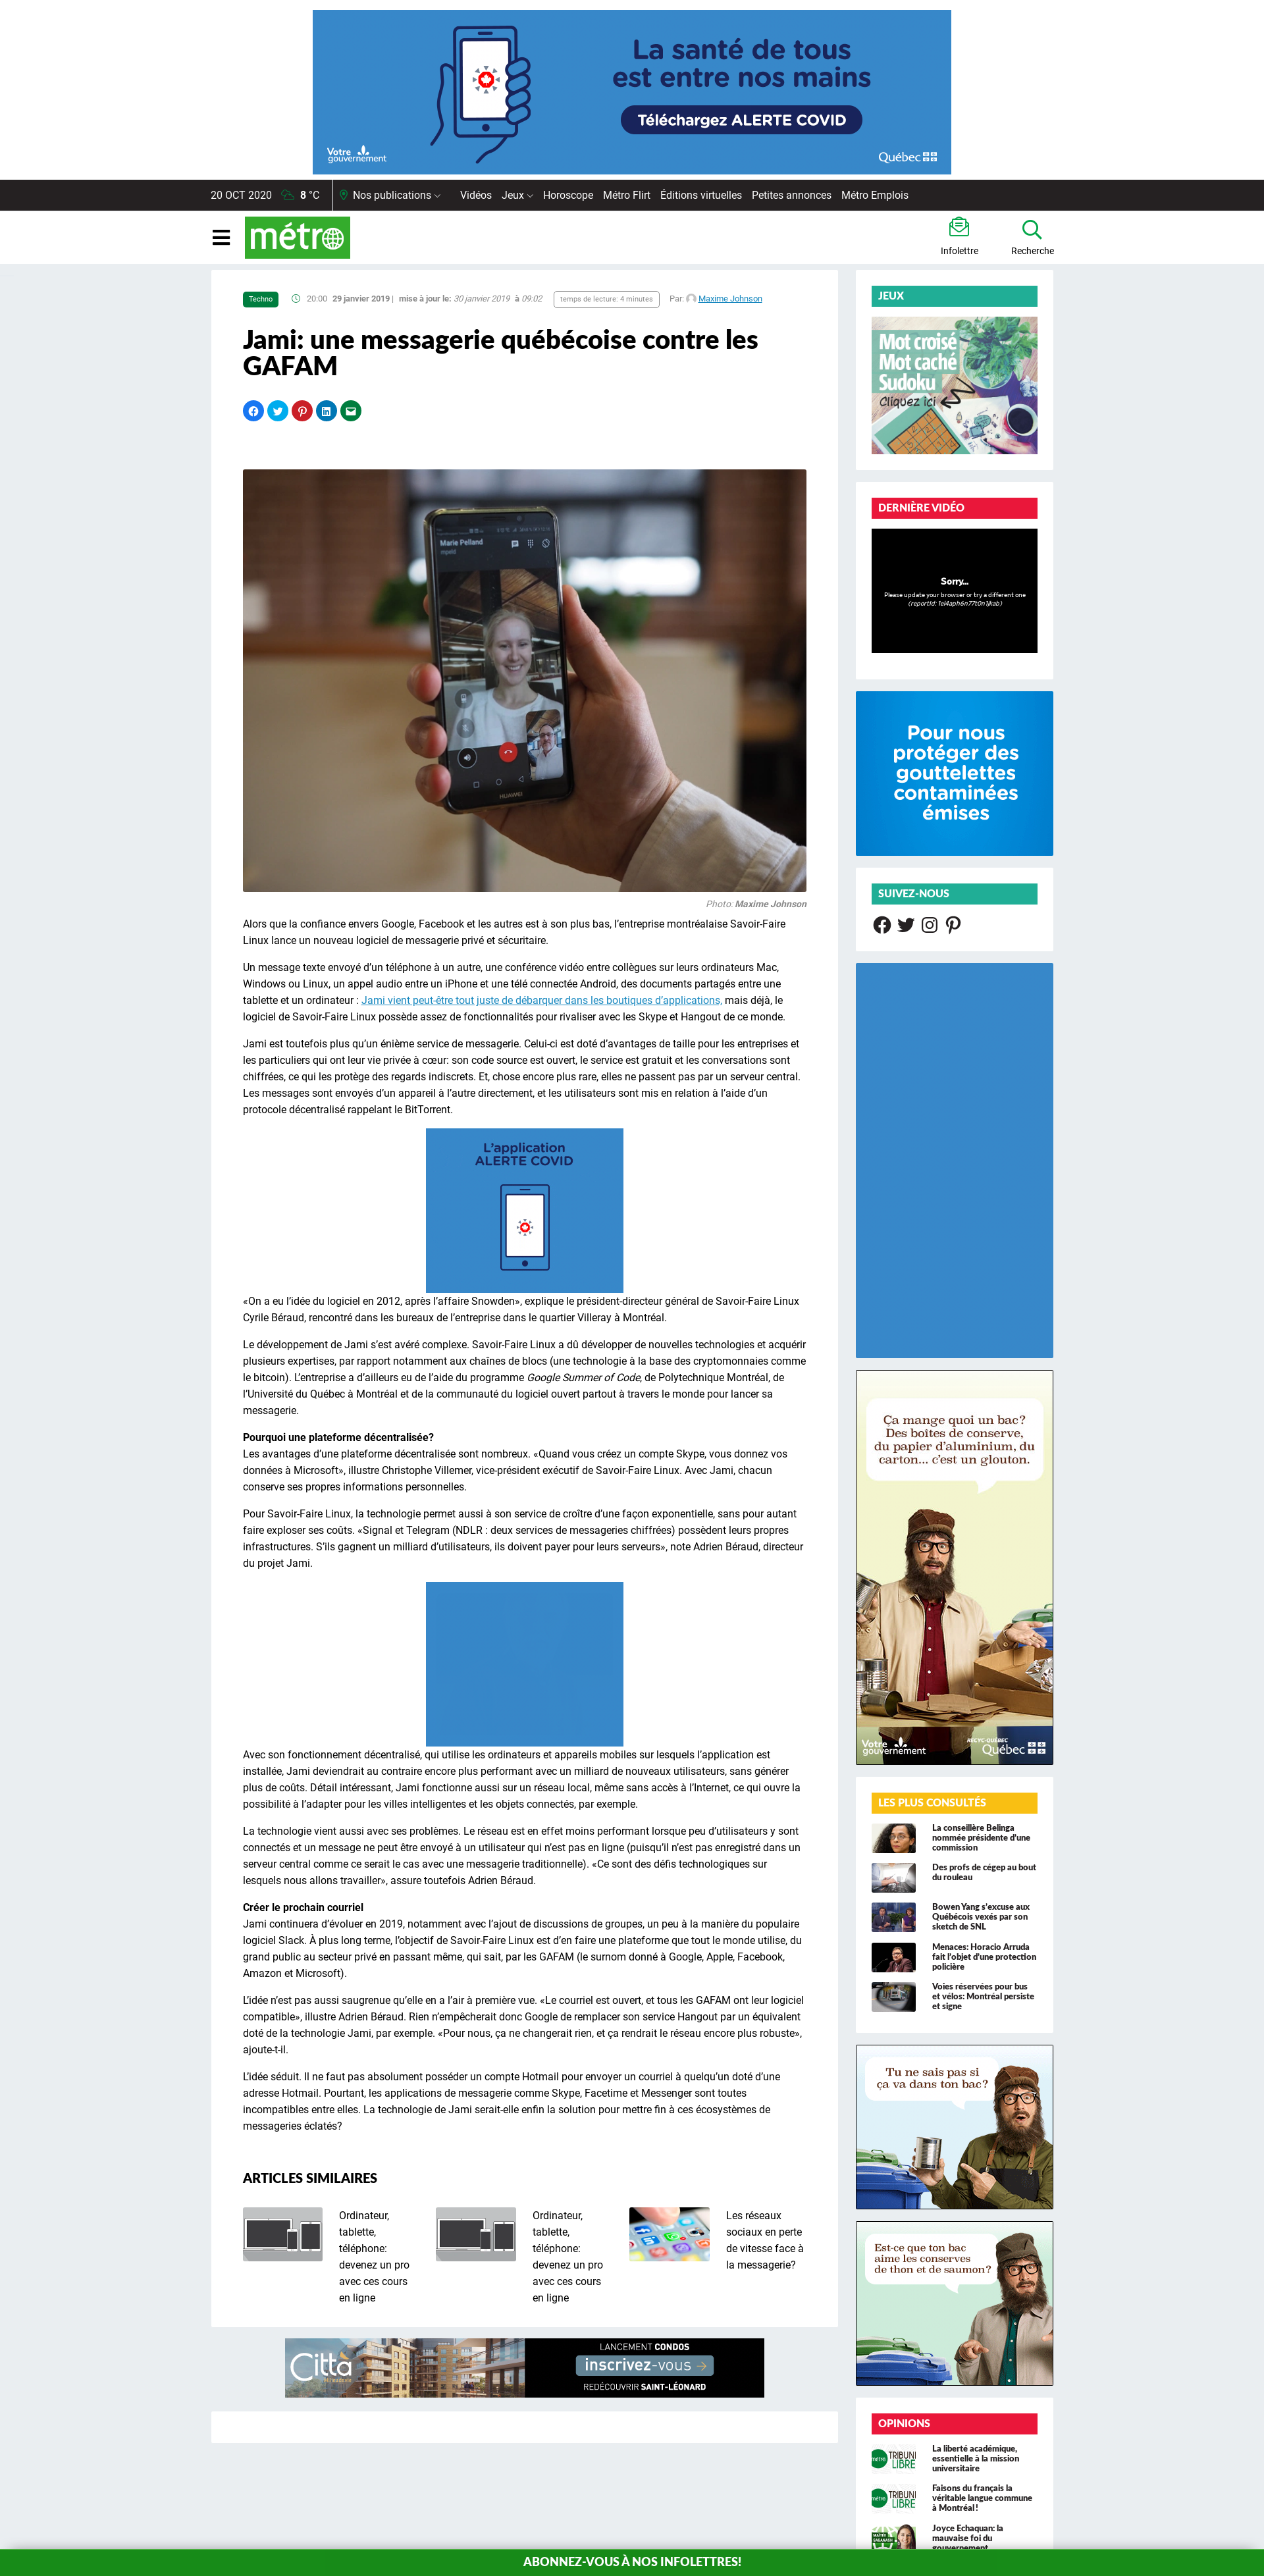 La santé de tous
est entre nos mains
Téléchargez ALERTE COVID
Votre
gouvernement
Québec
20 OCT 2020 8 °C Nos publications Vidéos Jeux Horoscope Métro Flirt Éditions virtuelles Petites annonces Métro Emplois
métro
Infolettre
Recherche
Techno 20:00 29 janvier 2019 | mise à jour le: 30 janvier 2019 à 09:02 temps de lecture: 4 minutes Par: Maxime Johnson
Jami: une messagerie québécoise contre les
GAFAM
Marie Pelland
mpeld
HUAWEI
Photo: Maxime Johnson
Alors que la confiance envers Google, Facebook et les autres est à son plus bas, l’entreprise montréalaise Savoir-Faire
Linux lance un nouveau logiciel de messagerie privé et sécuritaire.
Un message texte envoyé d’un téléphone à un autre, une conférence vidéo entre collègues sur leurs ordinateurs Mac,
Windows ou Linux, un appel audio entre un iPhone et une télé connectée Android, des documents partagés entre une
tablette et un ordinateur : Jami vient peut-être tout juste de débarquer dans les boutiques d’applications, mais déjà, le
logiciel de Savoir-Faire Linux possède assez de fonctionnalités pour rivaliser avec les Skype et Hangout de ce monde.
Jami est toutefois plus qu’un énième service de messagerie. Celui-ci est doté d’avantages de taille pour les entreprises et
les particuliers qui ont leur vie privée à cœur: son code source est ouvert, le service est gratuit et les conversations sont
chiffrées, ce qui les protège des regards indiscrets. Et, chose encore plus rare, elles ne passent pas par un serveur central.
Les messages sont envoyés d’un appareil à l’autre directement, et les utilisateurs sont mis en relation à l’aide d’un
protocole décentralisé rappelant le BitTorrent.
L’application
ALERTE COVID
«On a eu l’idée du logiciel en 2012, après l’affaire Snowden», explique le président-directeur général de Savoir-Faire Linux
Cyrile Béraud, rencontré dans les bureaux de l’entreprise dans le quartier Villeray à Montréal.
Le développement de Jami s’est avéré complexe. Savoir-Faire Linux a dû développer de nouvelles technologies et acquérir
plusieurs expertises, par rapport notamment aux chaînes de blocs (une technologie à la base des cryptomonnaies comme
le bitcoin). L’entreprise a d’ailleurs eu de l’aide du programme Google Summer of Code, de Polytechnique Montréal, de
l’Université du Québec à Montréal et de la communauté du logiciel ouvert partout à travers le monde pour lancer sa
messagerie.
Pourquoi une plateforme décentralisée?
Les avantages d’une plateforme décentralisée sont nombreux. «Quand vous créez un compte Skype, vous donnez vos
données à Microsoft», illustre Christophe Villemer, vice-président exécutif de Savoir-Faire Linux. Avec Jami, chacun
conserve ses propres informations personnelles.
Pour Savoir-Faire Linux, la technologie permet aussi à son service de croître d’une façon exponentielle, sans pour autant
faire exploser ses coûts. «Signal et Telegram (NDLR : deux services de messageries chiffrées) possèdent leurs propres
infrastructures. S’ils gagnent un milliard d’utilisateurs, ils doivent payer pour leurs serveurs», note Adrien Béraud, directeur
du projet Jami.
Avec son fonctionnement décentralisé, qui utilise les ordinateurs et appareils mobiles sur lesquels l’application est
installée, Jami deviendrait au contraire encore plus performant avec un milliard de nouveaux utilisateurs, sans générer
plus de coûts. Détail intéressant, Jami fonctionne aussi sur un réseau local, même sans accès à l’Internet, ce qui ouvre la
possibilité à l’adapter pour les villes intelligentes et les objets connectés, par exemple.
La technologie vient aussi avec ses problèmes. Le réseau est en effet moins performant lorsque peu d’utilisateurs y sont
connectés et un message ne peut être envoyé à un utilisateur qui n’est pas en ligne (puisqu’il n’est pas enregistré dans un
serveur central comme ce serait le cas avec une messagerie traditionnelle). «Ce sont des défis technologiques sur
lesquels nous allons travailler», assure toutefois Adrien Béraud.
Créer le prochain courriel
Jami continuera d’évoluer en 2019, notamment avec l’ajout de discussions de groupes, un peu à la manière du populaire
logiciel Slack. À plus long terme, l’objectif de Savoir-Faire Linux est d’en faire une plateforme que tout le monde utilise, du
grand public au secteur privé en passant même, qui sait, par les GAFAM (le surnom donné à Google, Apple, Facebook,
Amazon et Microsoft).
L’idée n’est pas aussi saugrenue qu’elle en a l’air à première vue. «Le courriel est ouvert, et tous les GAFAM ont leur logiciel
compatible», illustre Adrien Béraud. Rien n’empêcherait donc Google de remplacer son service Hangout par un équivalent
doté de la technologie Jami, par exemple. «Pour nous, ça ne changerait rien, et ça rendrait le réseau encore plus robuste»,
ajoute-t-il.
L’idée séduit. Il ne faut pas absolument posséder un compte Hotmail pour envoyer un courriel à quelqu’un doté d’une
adresse Hotmail. Pourtant, les applications de messagerie comme Skype, Facetime et Messenger sont toutes
incompatibles entre elles. La technologie de Jami serait-elle enfin la solution pour mettre fin à ces écosystèmes de
messageries éclatés?
ARTICLES SIMILAIRES
Ordinateur,
tablette,
téléphone:
devenez un pro
avec ces cours
en ligne
Ordinateur,
tablette,
téléphone:
devenez un pro
avec ces cours
en ligne
Les réseaux
sociaux en perte
de vitesse face à
la messagerie?
Città
LANCEMENT CONDOS
inscrivez-vous →
REDÉCOUVRIR SAINT-LÉONARD
JEUX
Mot croisé
Mot caché
Sudoku
Cliquez ici
DERNIÈRE VIDÉO
Sorry...
Please update your browser or try a different one
(reportId: 1el4aph6n77t0n1jkab)
Pour nous
protéger des
gouttelettes
contaminées
émises
SUIVEZ-NOUS
Ça mange quoi un bac?
Des boîtes de conserve,
du papier d’aluminium, du
carton... c’est un glouton.
Votre
gouvernement
RECYC-QUÉBEC
Québec
LES PLUS CONSULTÉS
La conseillère Belinga
nommée présidente d’une
commission
Des profs de cégep au bout
du rouleau
Bowen Yang s’excuse aux
Québécois vexés par son
sketch de SNL
Menaces: Horacio Arruda
fait l’objet d’une protection
policière
Voies réservées pour bus
et vélos: Montréal persiste
et signe
Tu ne sais pas si
ça va dans ton bac?
Est-ce que ton bac
aime les conserves
de thon et de saumon?
OPINIONS
métro
TRIBUNE
LIBRE
La liberté académique,
essentielle à la mission
universitaire
métro
TRIBUNE
LIBRE
Faisons du français la
véritable langue commune
à Montréal !
Joyce Echaquan: la
mauvaise foi du
gouvernement
ABONNEZ-VOUS À NOS INFOLETTRES!